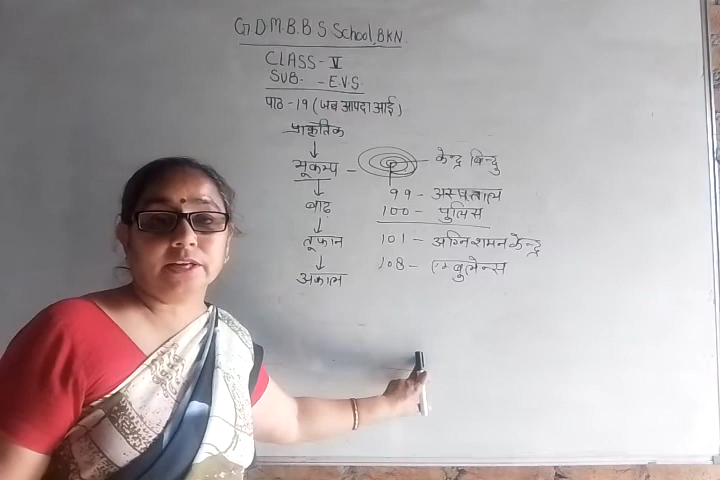 G D M B.B S School, BKN.
CLASS- V
SUB. - E.V.S.
पाठ-19 (जब आपदा आई)
प्राकृतिक
भूकम्प - केन्द्र बिन्दु
बाढ़
99 - अस्पताल
100 - पुलिस
तूफान
101 - अग्निशमन केन्द्र
108 - एम्बुलेन्स
अकाल